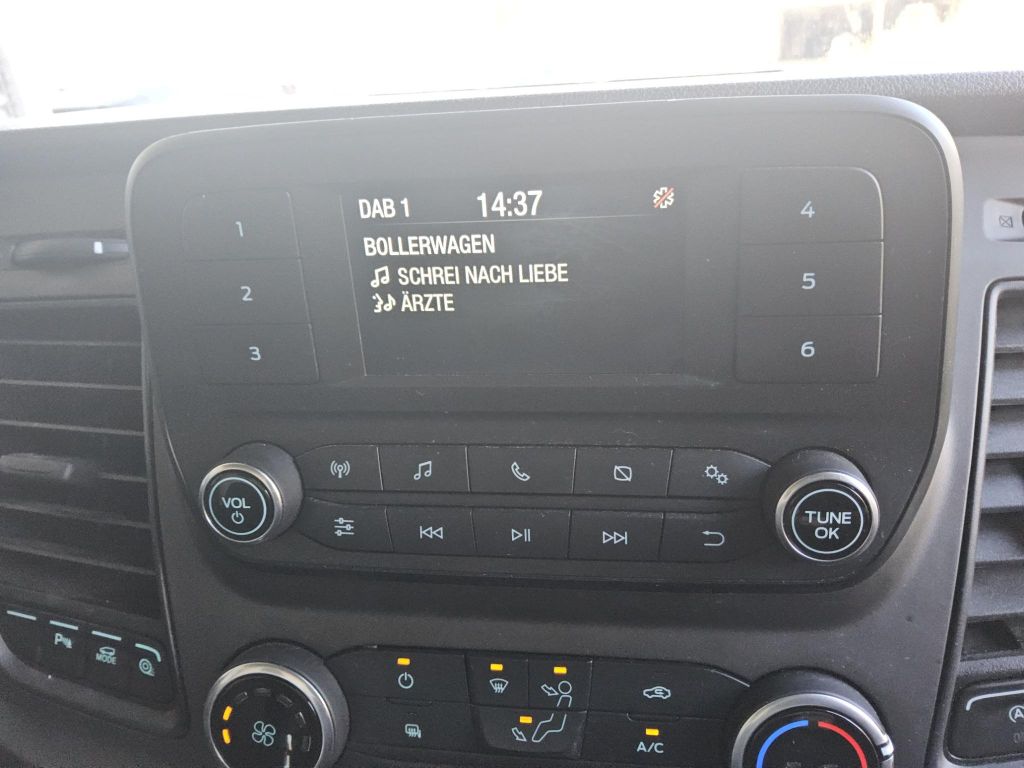 DAB 1 14:37
BOLLERWAGEN
SCHREI NACH LIEBE
ÄRZTE
1
2
3
4
5
6
VOL
TUNE
OK
MODE
A/C